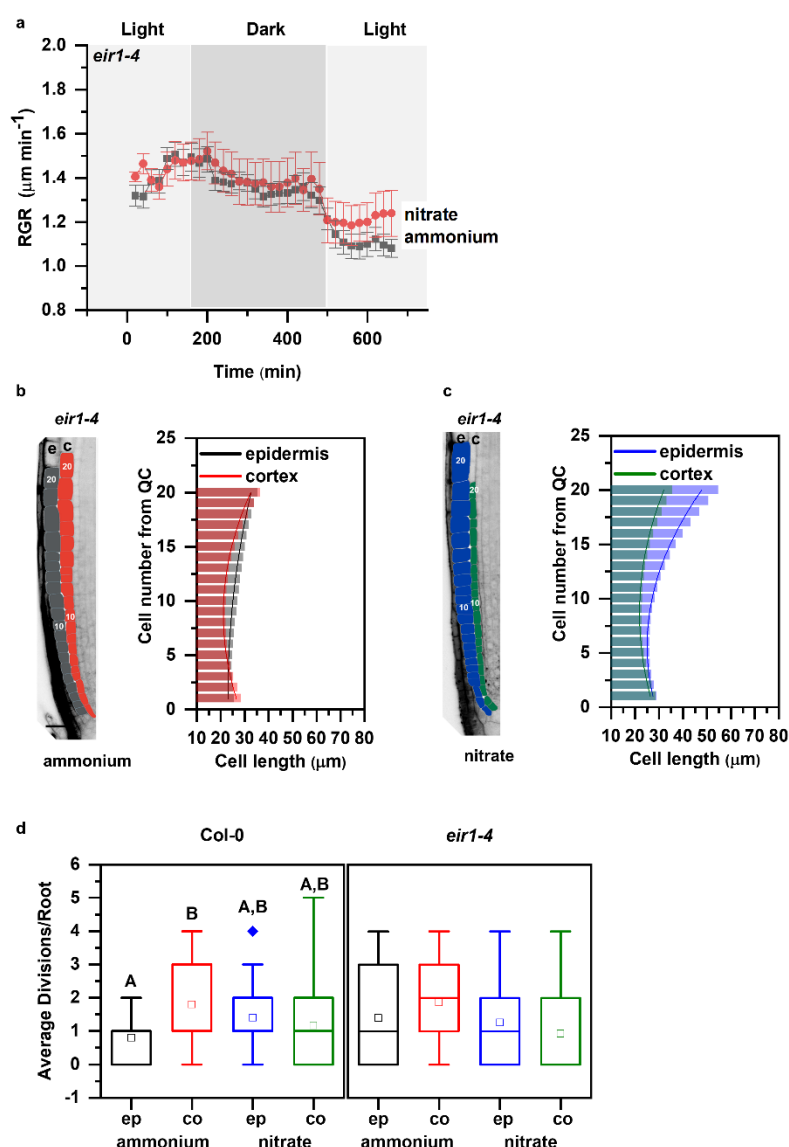 a
Light Dark Light
eir1-4
2.0
1.8
1.6
1.4
1.2
1.0
0.8
RGR (μm min⁻¹)
nitrate
ammonium
0 200 400 600
Time (min)
b
eir1-4
e c
20
20
10
10
ammonium
25
20
15
10
5
0
Cell number from QC
epidermis
cortex
10 20 30 40 50 60 70 80
Cell length (μm)
c
eir1-4
e c
20
20
10
10
nitrate
25
20
15
10
5
0
Cell number from QC
epidermis
cortex
10 20 30 40 50 60 70 80
Cell length (μm)
d
Col-0 eir1-4
6
5
4
3
2
1
0
-1
Average Divisions/Root
A B A,B A,B
ep co ep co ep co ep co
ammonium nitrate ammonium nitrate